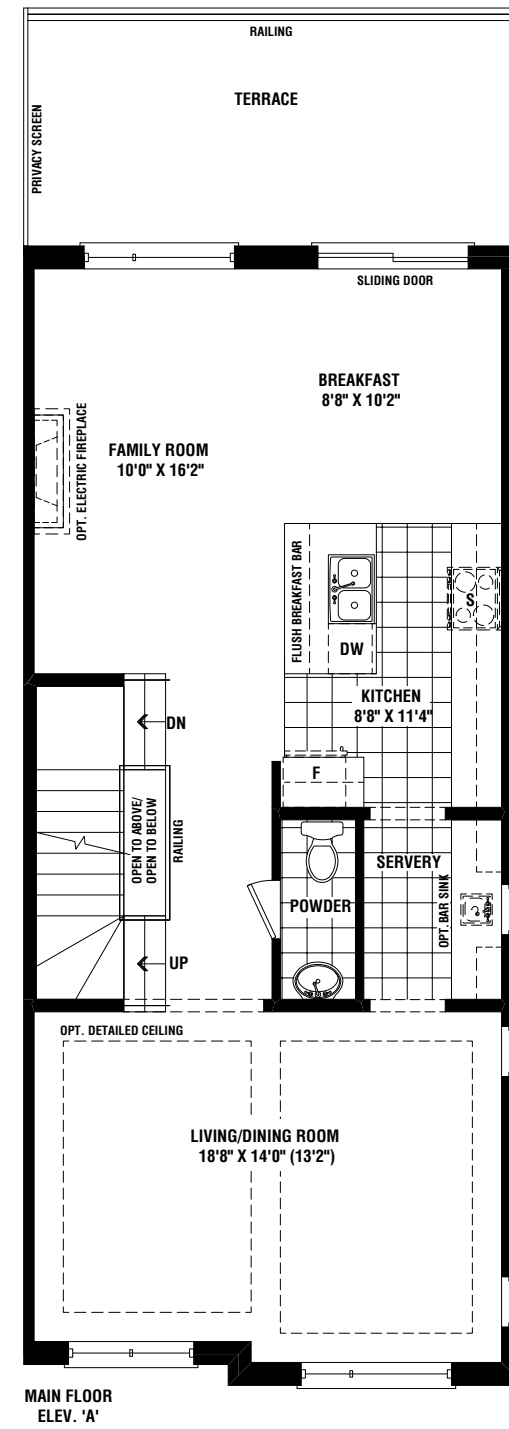 RAILING
TERRACE
PRIVACY SCREEN
SLIDING DOOR
BREAKFAST
8'8" X 10'2"
FAMILY ROOM
10'0" X 16'2"
OPT. ELECTRIC FIREPLACE
FLUSH BREAKFAST BAR
S
DW
KITCHEN
8'8" X 11'4"
DN
F
OPEN TO ABOVE/
OPEN TO BELOW
RAILING
SERVERY
POWDER
OPT. BAR SINK
UP
OPT. DETAILED CEILING
LIVING/DINING ROOM
18'8" X 14'0" (13'2")
MAIN FLOOR
ELEV. 'A'